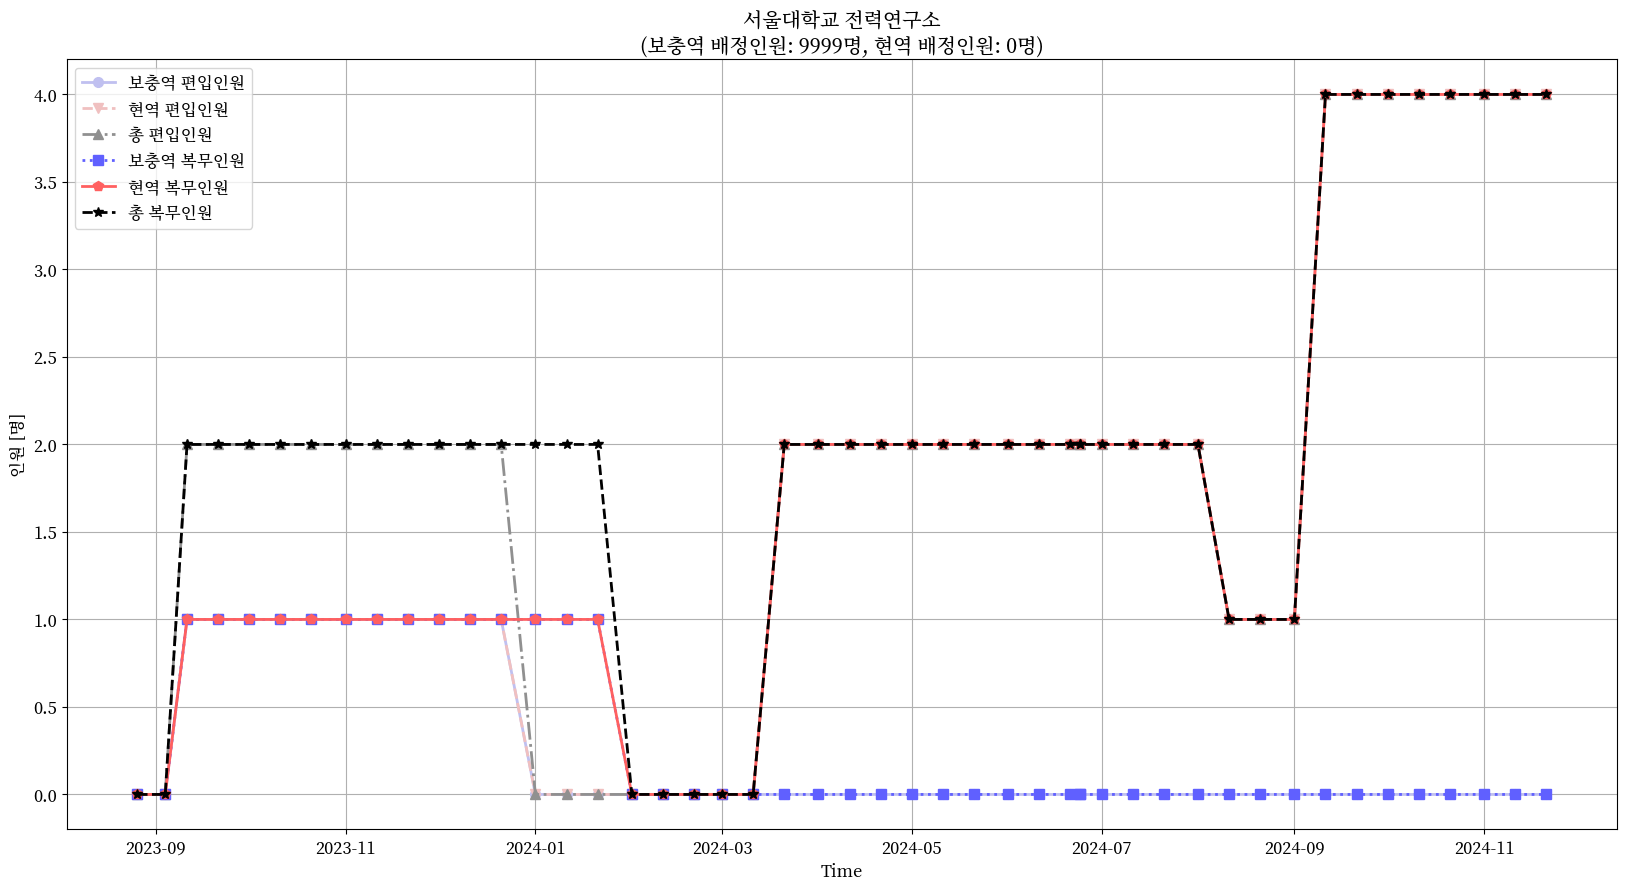 서울대학교 전력연구소
(보충역 배정인원: 9999명, 현역 배정인원: 0명)
보충역 편입인원
현역 편입인원
총 편입인원
보충역 복무인원
현역 복무인원
총 복무인원
4.0
3.5
3.0
2.5
2.0
1.5
1.0
0.5
0.0
인원 [명]
2023-09 2023-11 2024-01 2024-03 2024-05 2024-07 2024-09 2024-11
Time